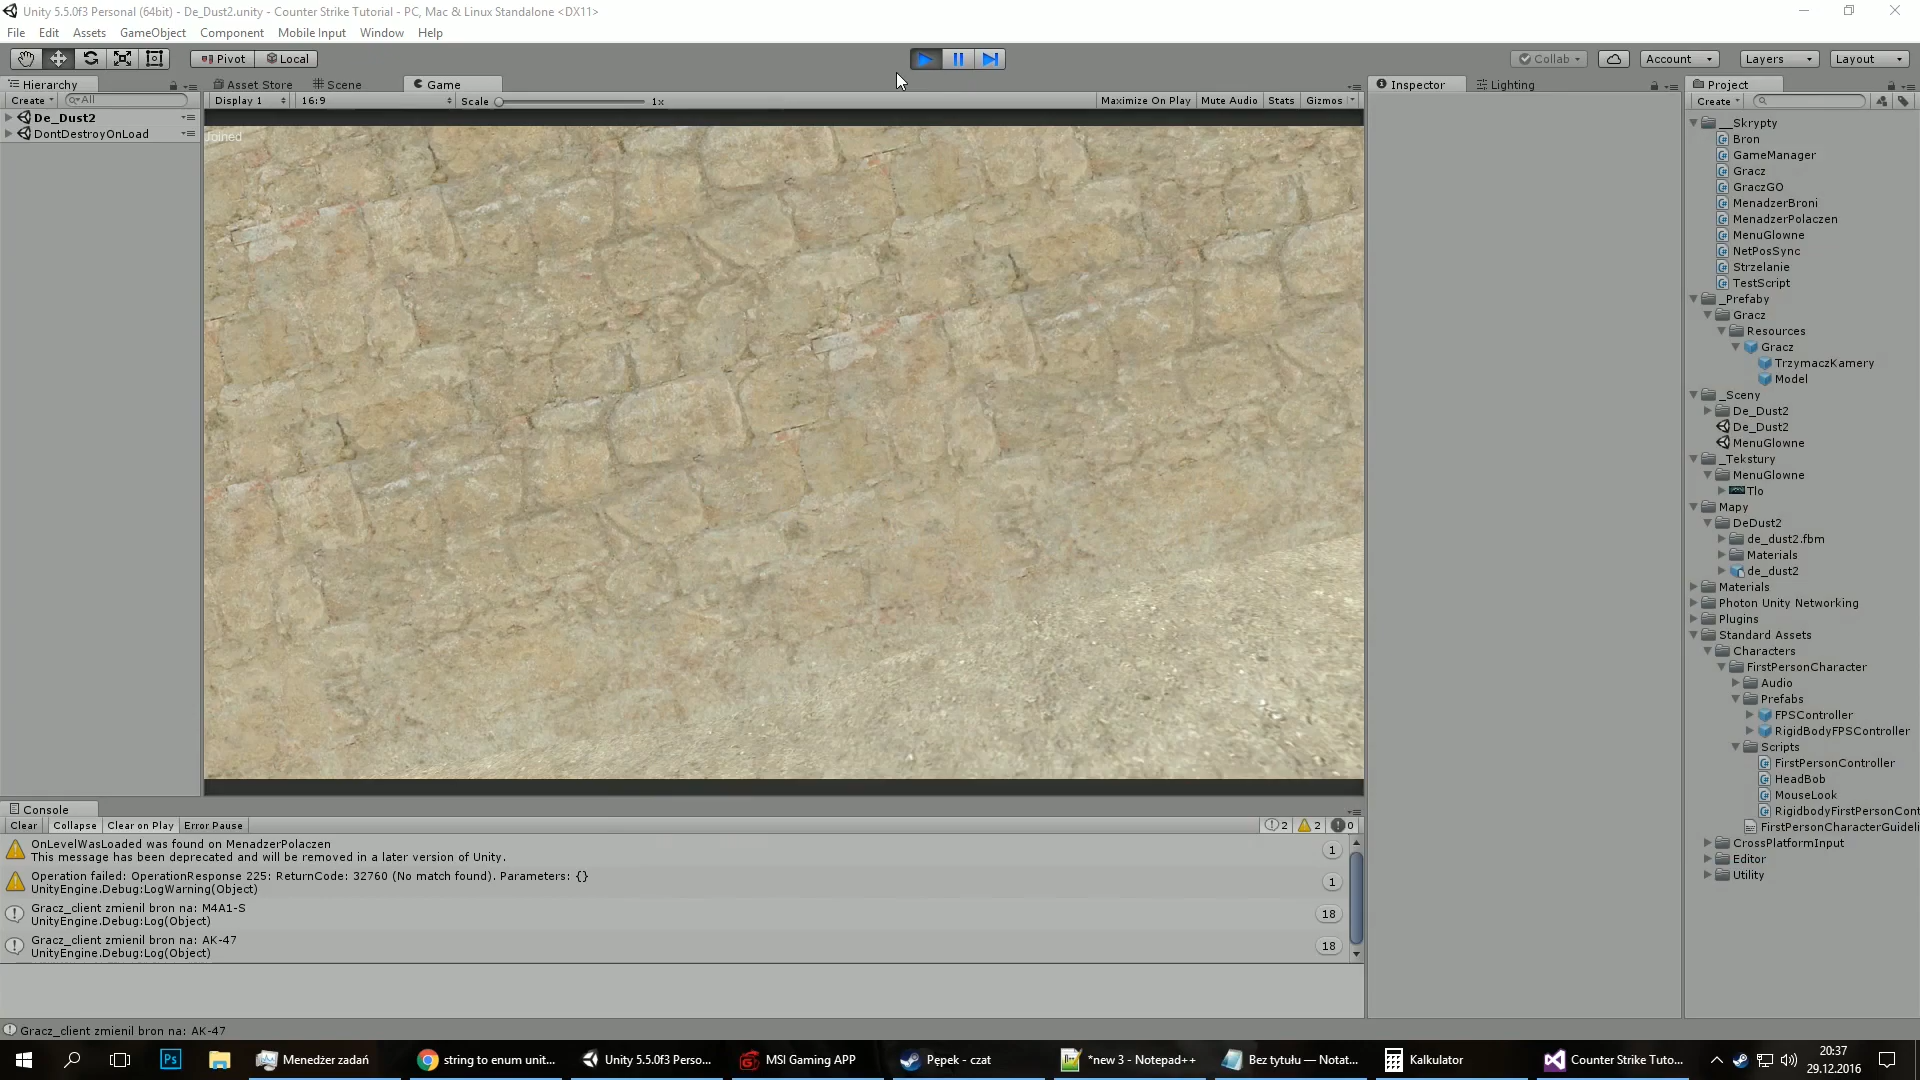 Unity 5.5.0f3 Personal (64bit) - De_Dust2.unity - Counter Strike Tutorial - PC, Mac & Linux Standalone <DX11>
File Edit Assets GameObject Component Mobile Input Window Help
Pivot Local Collab Account Layers Layout
Hierarchy Asset Store Scene Game Inspector Lighting Project
Create All Display 1 16:9 Scale 1x Maximize On Play Mute Audio Stats Gizmos Create
De_Dust2
DontDestroyOnLoad
Joined
__Skrypty
Bron
GameManager
Gracz
GraczGO
MenadzerBroni
MenadzerPolaczen
MenuGlowne
NetPosSync
Strzelanie
TestScript
_Prefaby
Gracz
Resources
Gracz
TrzymaczKamery
Model
_Sceny
De_Dust2
De_Dust2
MenuGlowne
_Tekstury
MenuGlowne
Tlo
Mapy
DeDust2
de_dust2.fbm
Materials
de_dust2
Materials
Photon Unity Networking
Plugins
Standard Assets
Characters
FirstPersonCharacter
Audio
Prefabs
FPSController
RigidBodyFPSController
Scripts
FirstPersonController
HeadBob
MouseLook
RigidbodyFirstPersonCont
FirstPersonCharacterGuideli
CrossPlatformInput
Editor
Utility
Console
Clear Collapse Clear on Play Error Pause 2 2 0
OnLevelWasLoaded was found on MenadzerPolaczen
This message has been deprecated and will be removed in a later version of Unity.
1
Operation failed: OperationResponse 225: ReturnCode: 32760 (No match found). Parameters: {}
UnityEngine.Debug:LogWarning(Object)
1
Gracz_client zmienil bron na: M4A1-S
UnityEngine.Debug:Log(Object)
18
Gracz_client zmienil bron na: AK-47
UnityEngine.Debug:Log(Object)
18
Gracz_client zmienil bron na: AK-47
Ps Menedżer zadań string to enum unit... Unity 5.5.0f3 Perso... MSI Gaming APP Pępek - czat *new 3 - Notepad++ Bez tytułu — Notat... Kalkulator Counter Strike Tuto...
20:37
29.12.2016